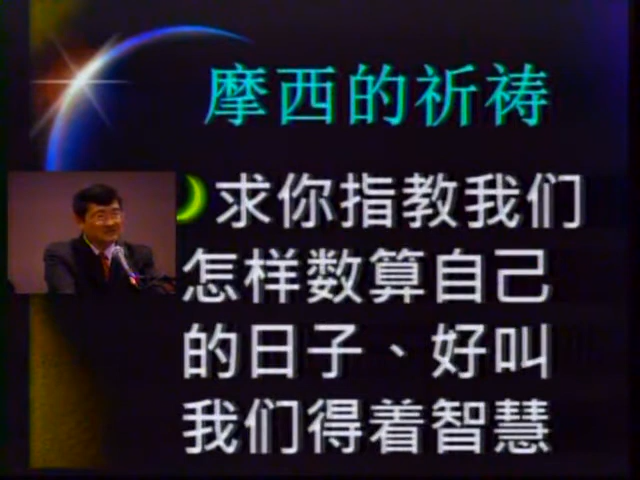 摩西的祈祷
求你指教我们
怎样数算自己
的日子、好叫
我们得着智慧